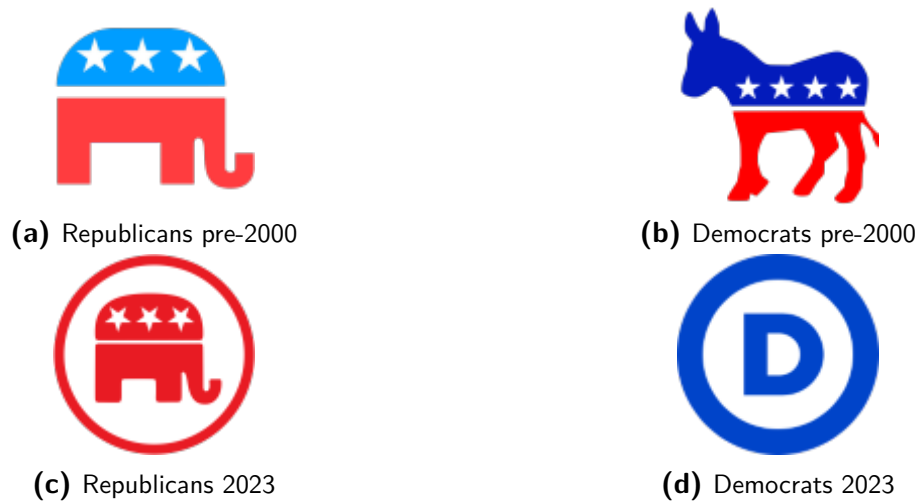 (a) Republicans pre-2000
(b) Democrats pre-2000
D
(c) Republicans 2023
(d) Democrats 2023